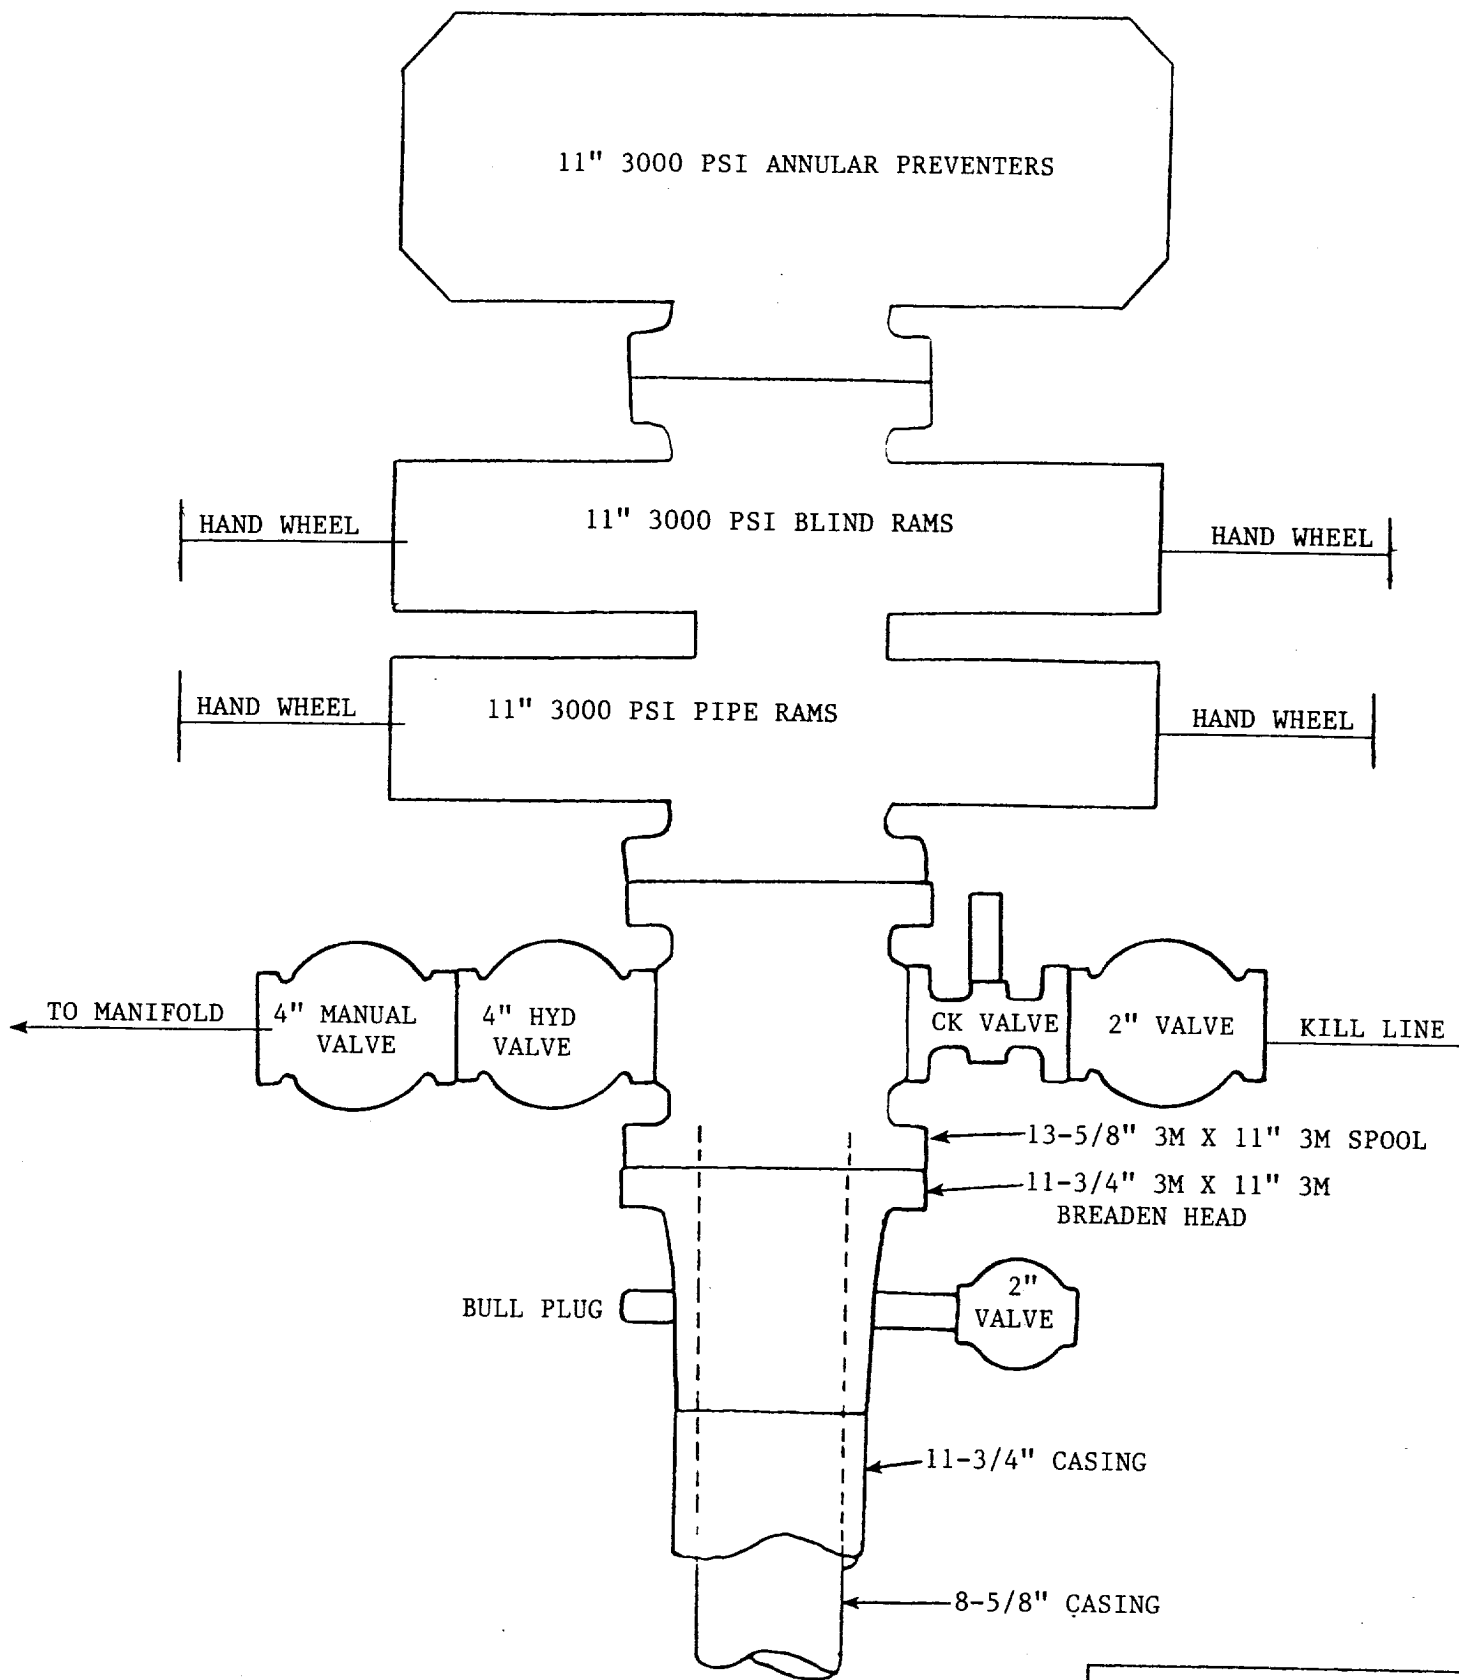 11" 3000 PSI ANNULAR PREVENTERS
HAND WHEEL
11" 3000 PSI BLIND RAMS
HAND WHEEL
HAND WHEEL
11" 3000 PSI PIPE RAMS
HAND WHEEL
TO MANIFOLD
4" MANUAL
VALVE
4" HYD
VALVE
CK VALVE
2" VALVE
KILL LINE
13-5/8" 3M X 11" 3M SPOOL
11-3/4" 3M X 11" 3M
BREADEN HEAD
BULL PLUG
2"
VALVE
11-3/4" CASING
8-5/8" CASING